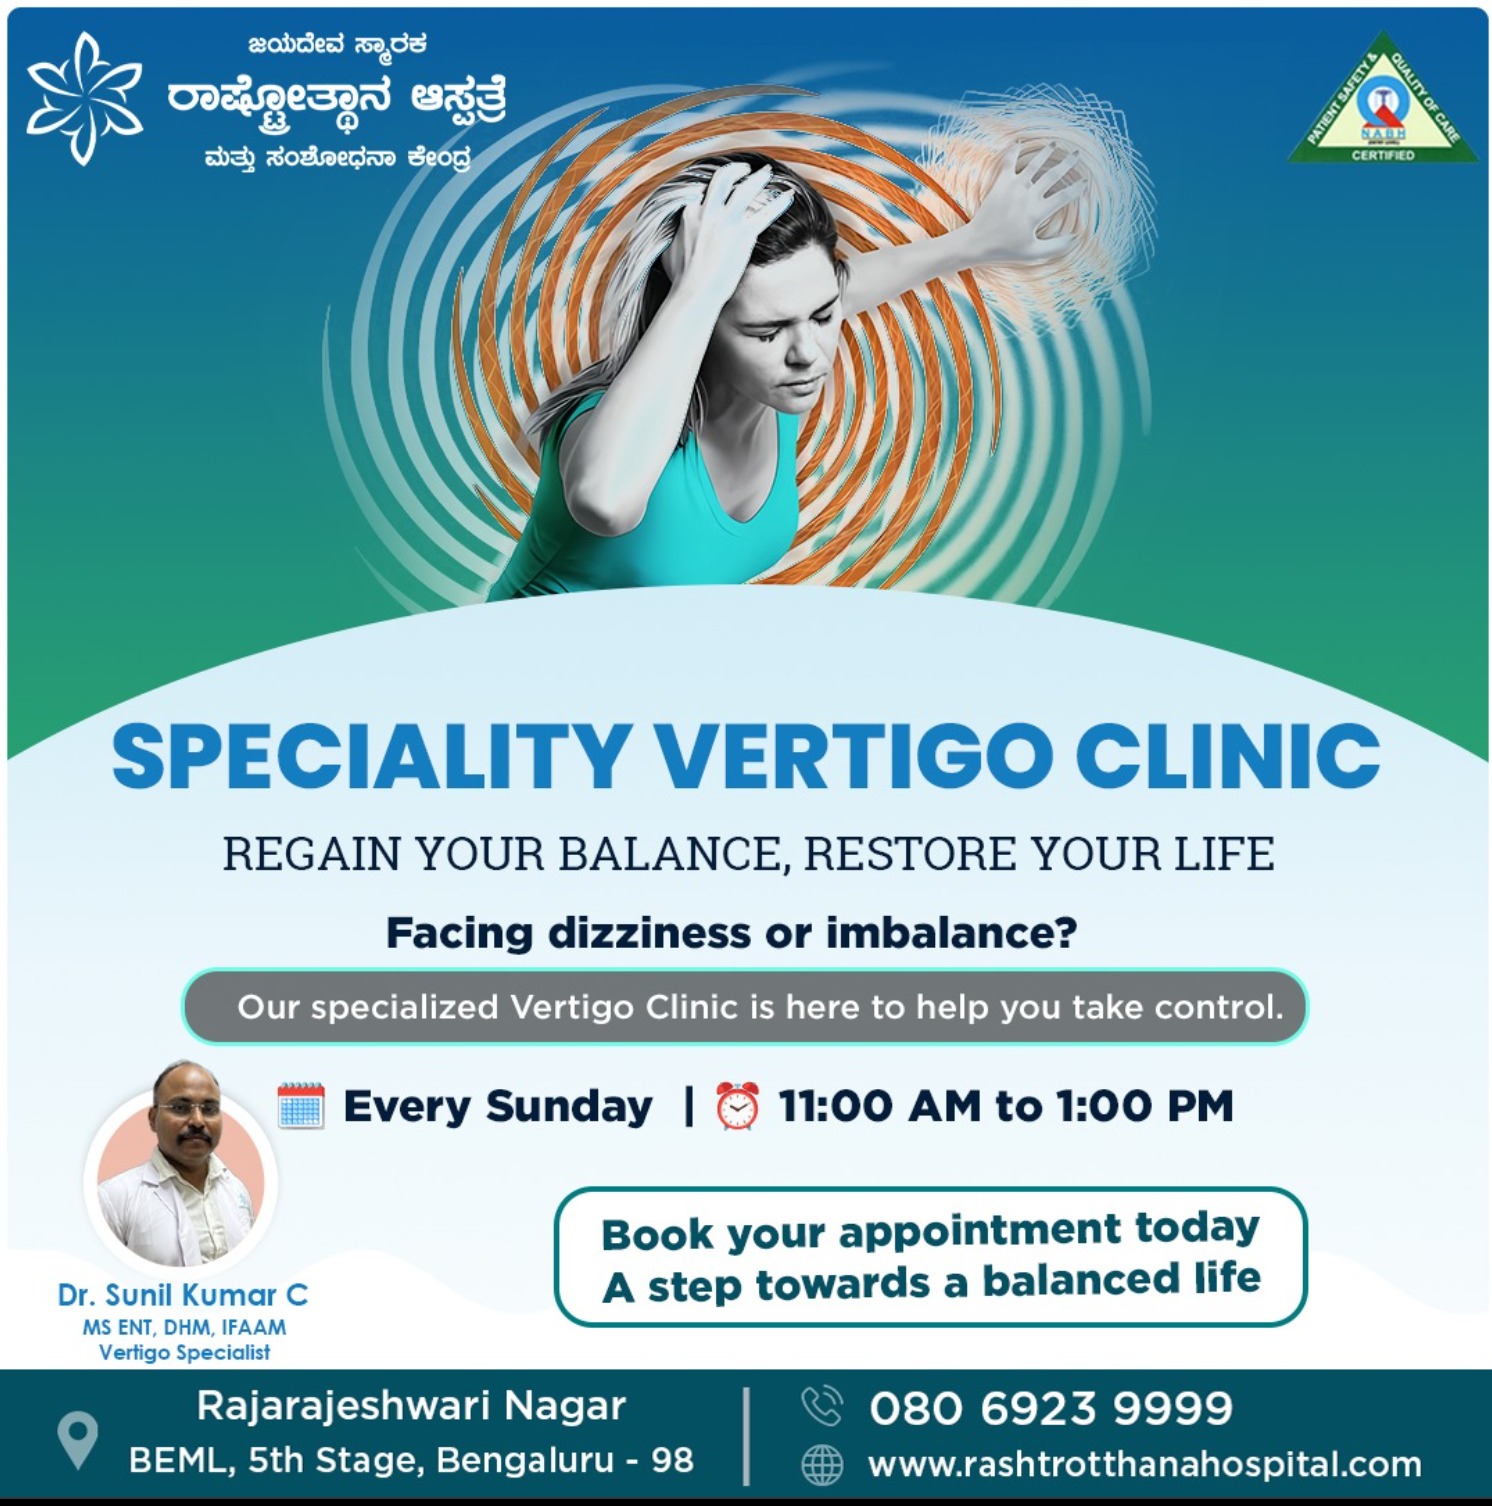 ಜಯದೇವ ಸ್ಮಾರಕ
ರಾಷ್ಟ್ರೋತ್ಥಾನ ಆಸ್ಪತ್ರೆ
ಮತ್ತು ಸಂಶೋಧನಾ ಕೇಂದ್ರ
PATIENT SAFETY &
QUALITY OF CARE
NABH
CERTIFIED
SPECIALITY VERTIGO CLINIC
REGAIN YOUR BALANCE, RESTORE YOUR LIFE
Facing dizziness or imbalance?
Our specialized Vertigo Clinic is here to help you take control.
Every Sunday | 11:00 AM to 1:00 PM
Book your appointment today
A step towards a balanced life
Dr. Sunil Kumar C
MS ENT, DHM, IFAAM
Vertigo Specialist
Rajarajeshwari Nagar
BEML, 5th Stage, Bengaluru - 98
080 6923 9999
www.rashtrotthanahospital.com